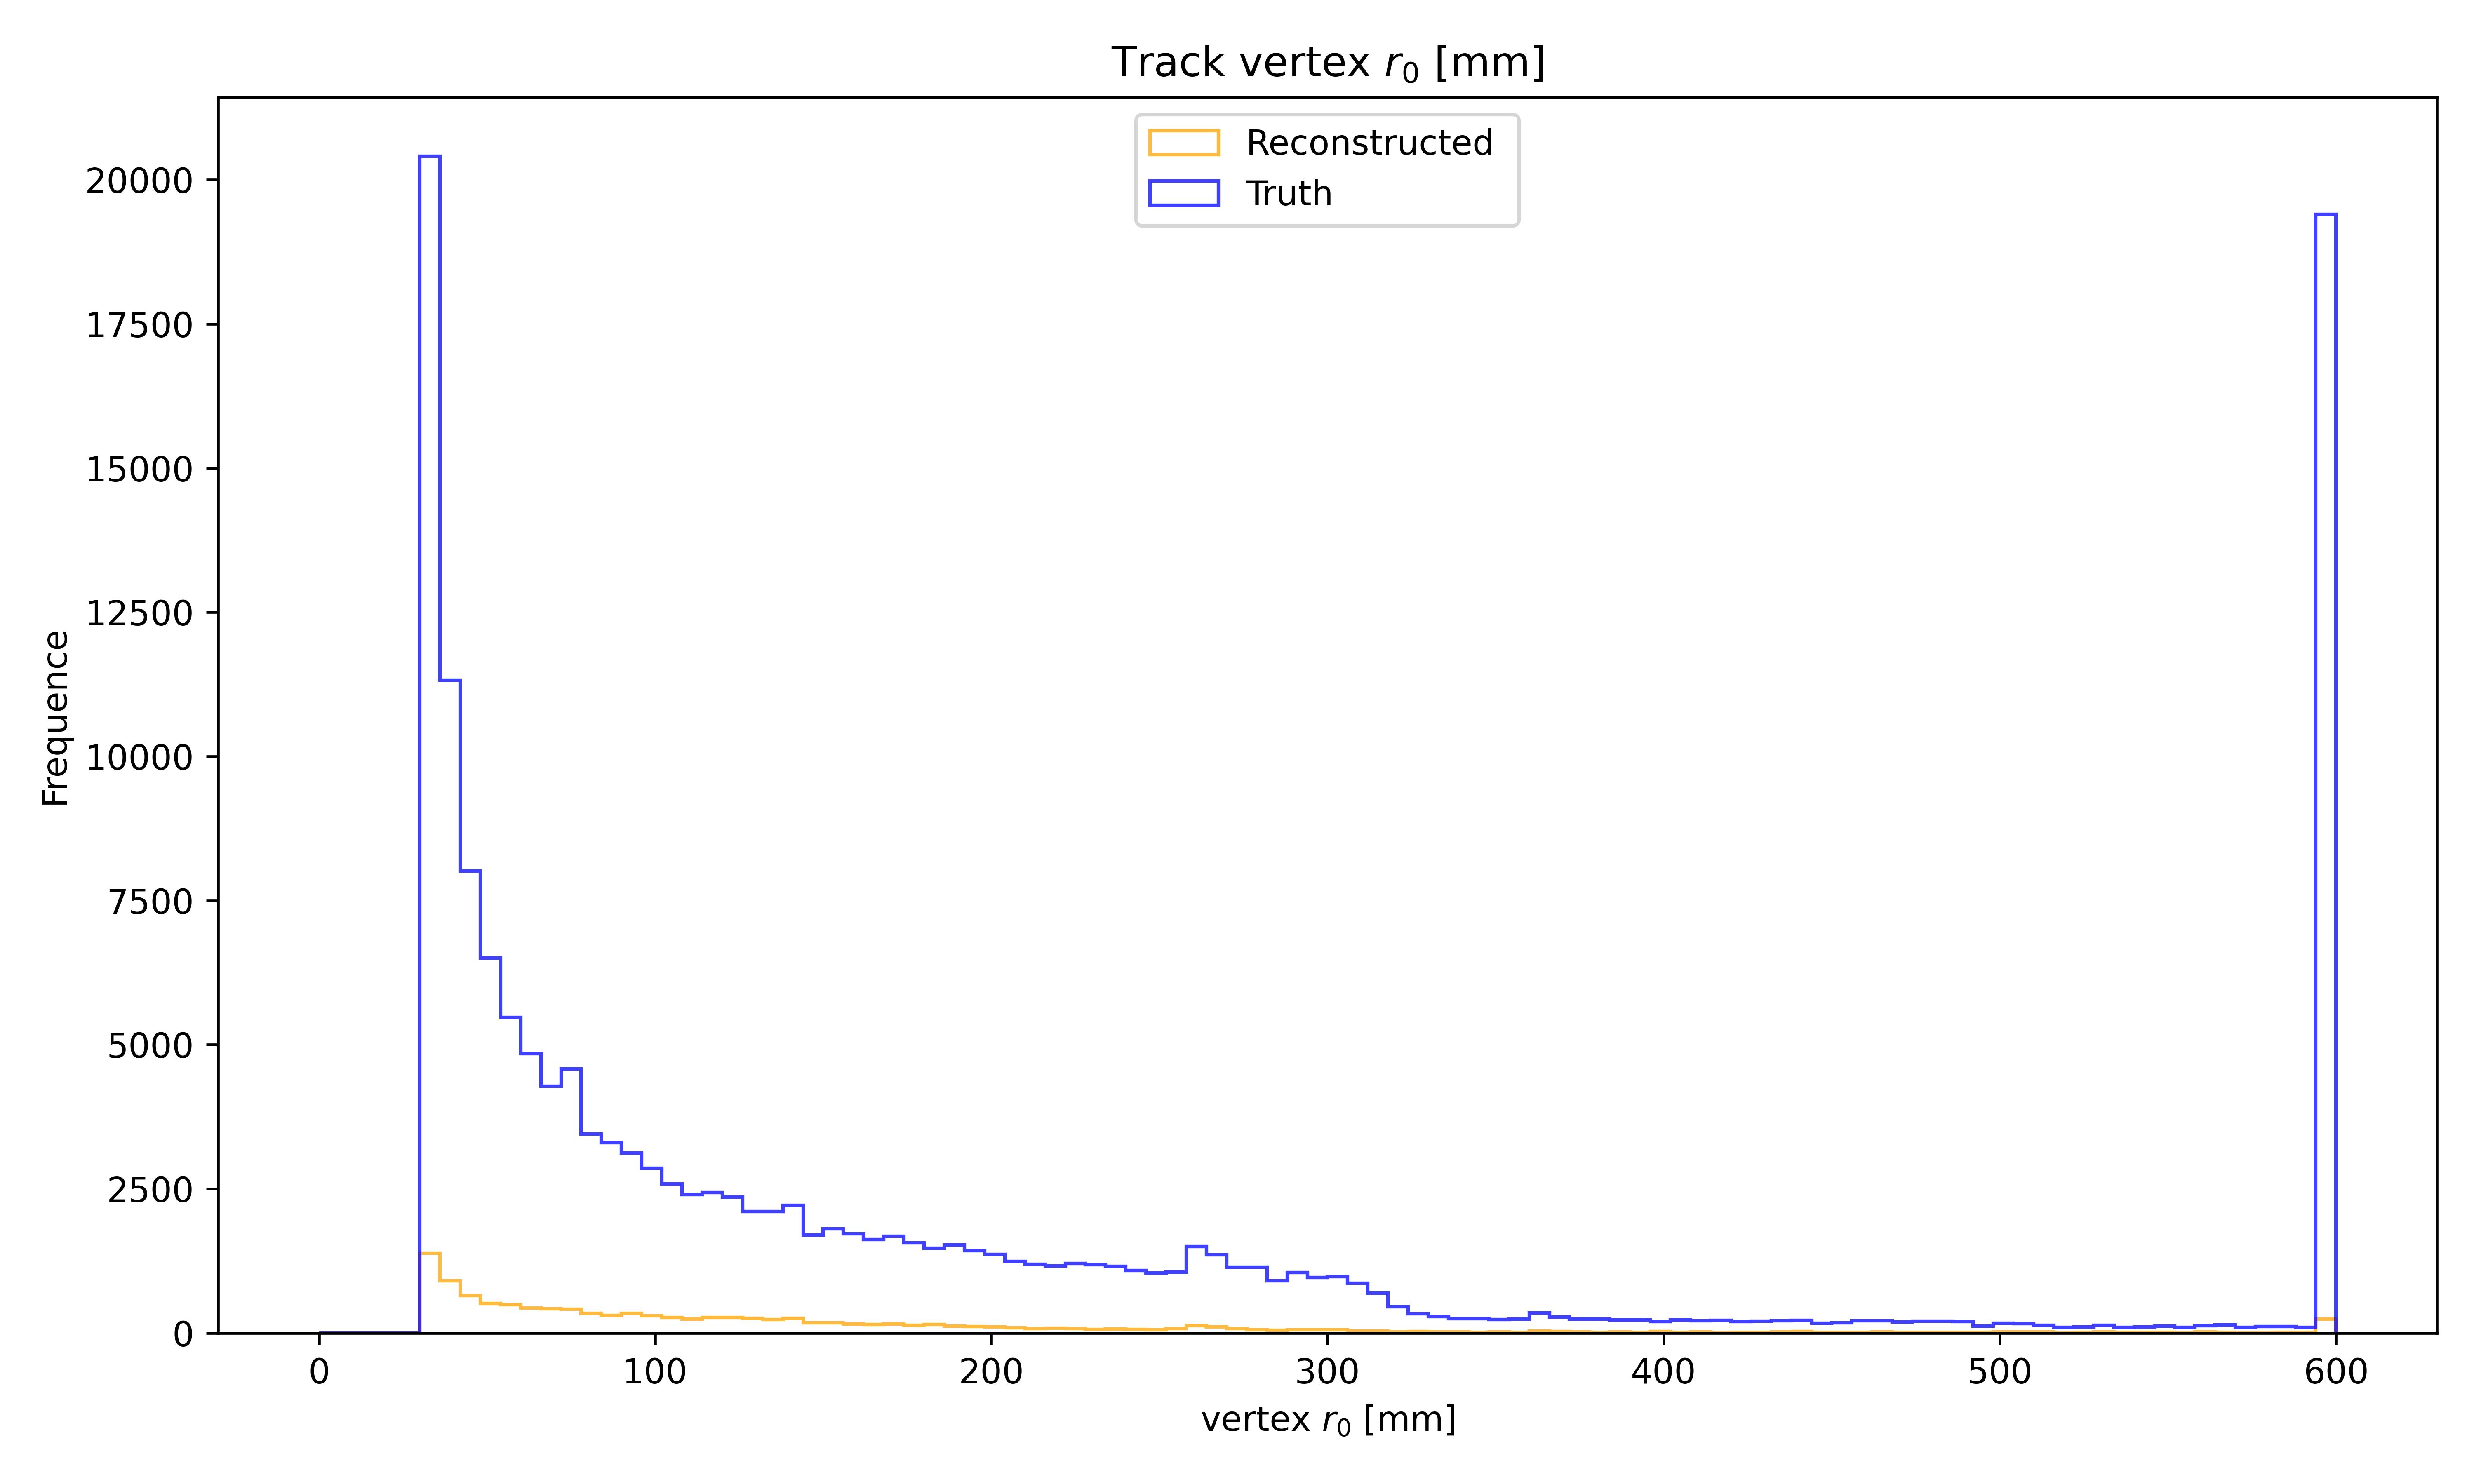 Track vertex r₀ [mm]
Reconstructed
Truth
Frequence
20000
17500
15000
12500
10000
7500
5000
2500
0
0 100 200 300 400 500 600
vertex r₀ [mm]